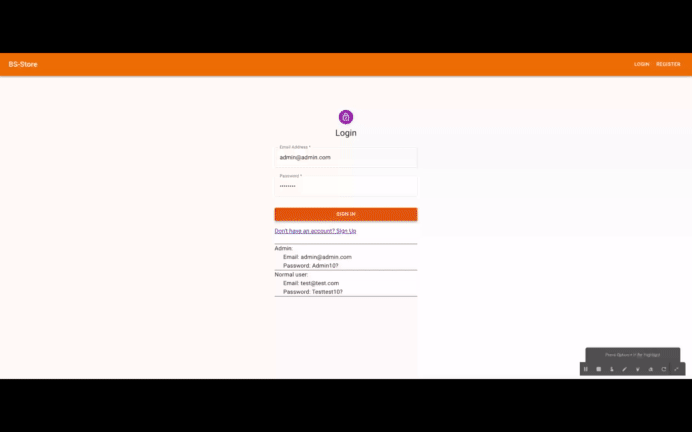 BS-Store
LOGIN REGISTER
Login
Email Address *
admin@admin.com
Password *
••••••••
SIGN IN
Don't have an account? Sign Up
Admin:
Email: admin@admin.com
Password: Admin10?
Normal user:
Email: test@test.com
Password: Testtest10?